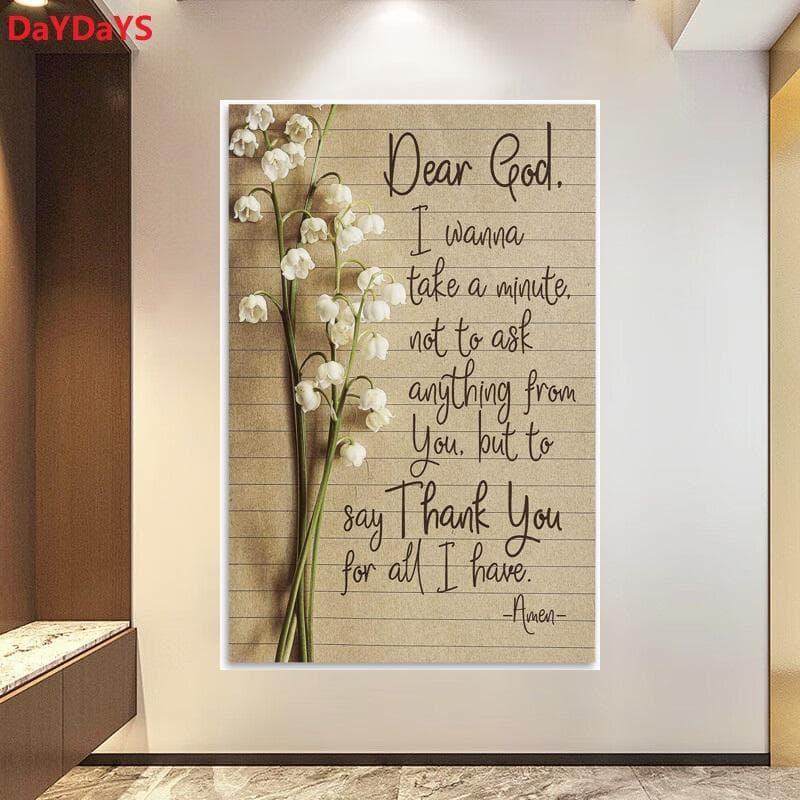 DaYDaYS
Dear God,
I wanna
take a minute,
not to ask
anything from
You, but to
say Thank You
for all I have.
-Amen-